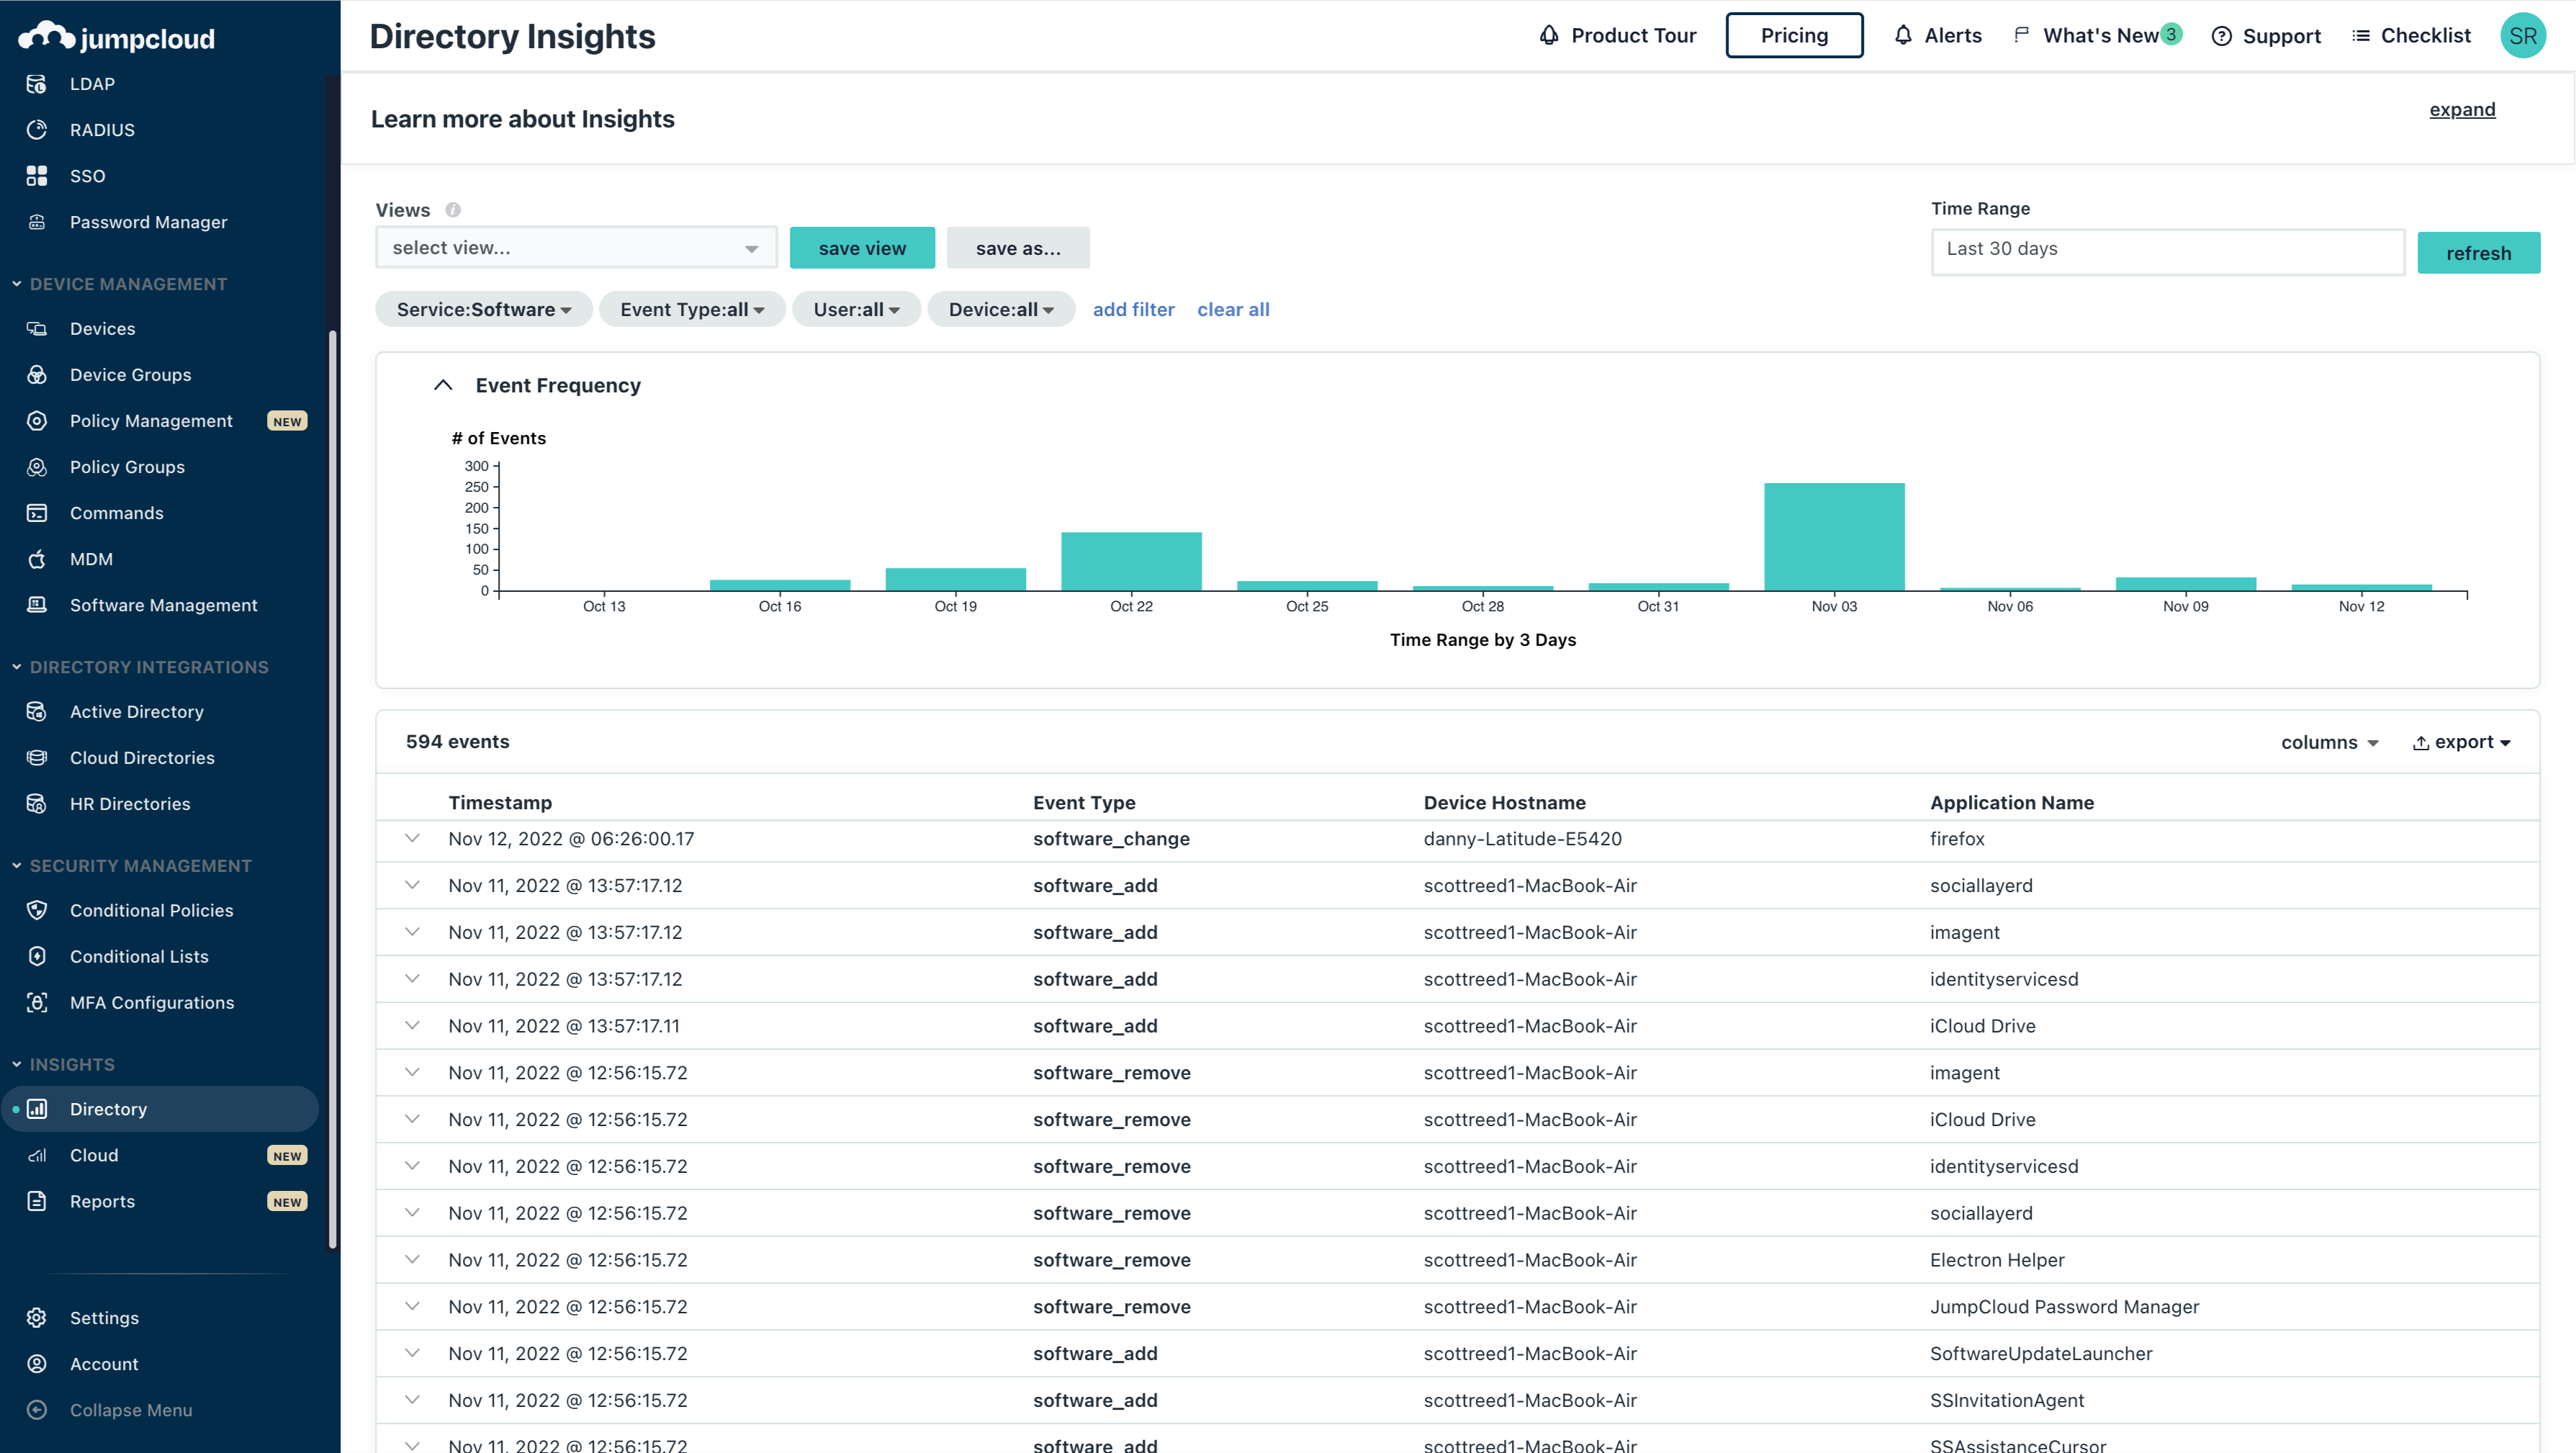 jumpcloud
LDAP
RADIUS
SSO
Password Manager
DEVICE MANAGEMENT
Devices
Device Groups
Policy Management NEW
Policy Groups
Commands
MDM
Software Management
DIRECTORY INTEGRATIONS
Active Directory
Cloud Directories
HR Directories
SECURITY MANAGEMENT
Conditional Policies
Conditional Lists
MFA Configurations
INSIGHTS
Directory
Cloud NEW
Reports NEW
Settings
Account
Collapse Menu
Directory Insights
Product Tour Pricing Alerts What's New 3 Support Checklist SR
Learn more about Insights expand
Views Time Range
select view... save view save as... Last 30 days refresh
Service:Software Event Type:all User:all Device:all add filter clear all
Event Frequency
# of Events
300
250
200
150
100
50
0
Oct 13 Oct 16 Oct 19 Oct 22 Oct 25 Oct 28 Oct 31 Nov 03 Nov 06 Nov 09 Nov 12
Time Range by 3 Days
594 events columns export
Timestamp Event Type Device Hostname Application Name
Nov 12, 2022 @ 06:26:00.17 software_change danny-Latitude-E5420 firefox
Nov 11, 2022 @ 13:57:17.12 software_add scottreed1-MacBook-Air sociallayerd
Nov 11, 2022 @ 13:57:17.12 software_add scottreed1-MacBook-Air imagent
Nov 11, 2022 @ 13:57:17.12 software_add scottreed1-MacBook-Air identityservicesd
Nov 11, 2022 @ 13:57:17.11 software_add scottreed1-MacBook-Air iCloud Drive
Nov 11, 2022 @ 12:56:15.72 software_remove scottreed1-MacBook-Air imagent
Nov 11, 2022 @ 12:56:15.72 software_remove scottreed1-MacBook-Air iCloud Drive
Nov 11, 2022 @ 12:56:15.72 software_remove scottreed1-MacBook-Air identityservicesd
Nov 11, 2022 @ 12:56:15.72 software_remove scottreed1-MacBook-Air sociallayerd
Nov 11, 2022 @ 12:56:15.72 software_remove scottreed1-MacBook-Air Electron Helper
Nov 11, 2022 @ 12:56:15.72 software_remove scottreed1-MacBook-Air JumpCloud Password Manager
Nov 11, 2022 @ 12:56:15.72 software_add scottreed1-MacBook-Air SoftwareUpdateLauncher
Nov 11, 2022 @ 12:56:15.72 software_add scottreed1-MacBook-Air SSInvitationAgent
Nov 11, 2022 @ 12:56:15.72 software_add scottreed1-MacBook-Air SSAssistanceCursor